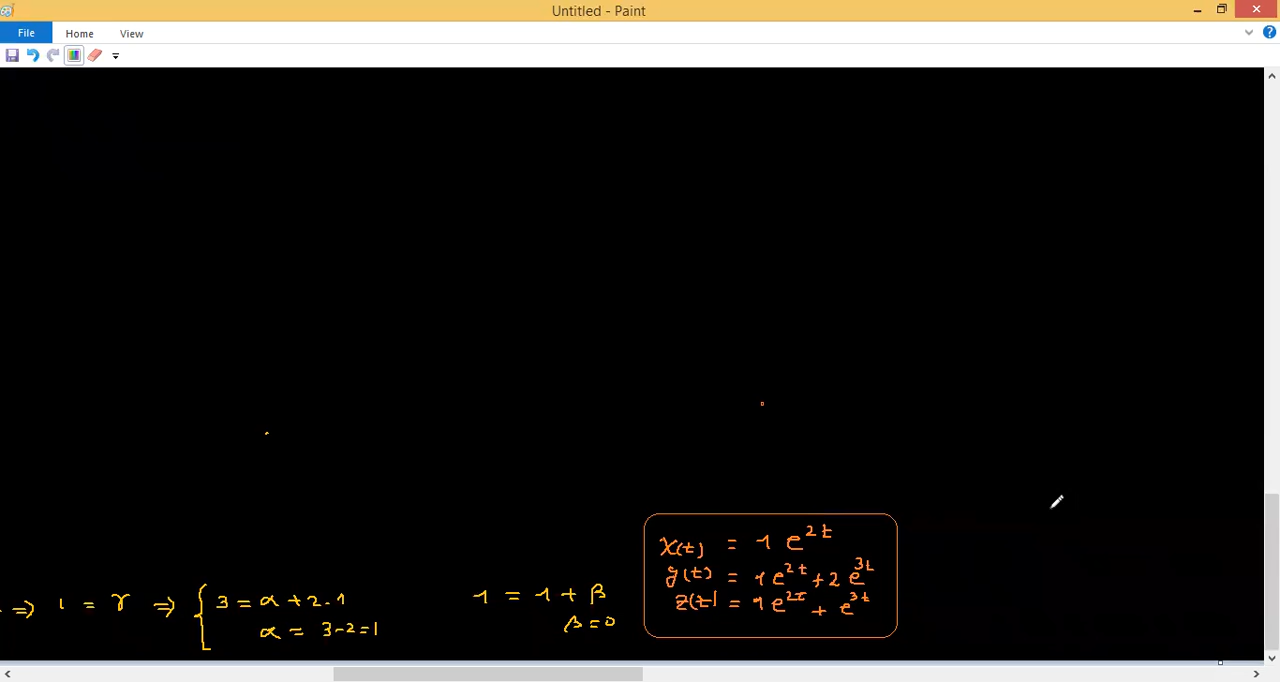 Untitled - Paint
File Home View
x(t) = 1 e^2t
y(t) = 1 e^2t + 2 e^3t
z(t) = 1 e^2t + e^3t
⇒ 1 = γ ⇒ { 3 = α + 2 · 1
α = 3 - 2 = 1
1 = 1 + β
β = 0